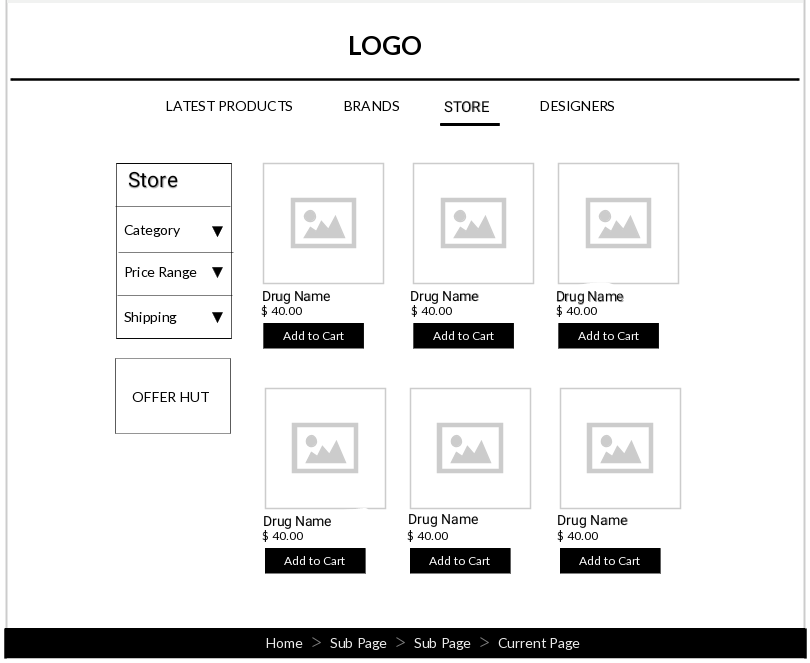 LOGO
LATEST PRODUCTS BRANDS STORE DESIGNERS
Store
Category ▼
Price Range ▼
Shipping ▼
OFFER HUT
Drug Name Drug Name Drug Name
$ 40.00 $ 40.00 $ 40.00
Add to Cart Add to Cart Add to Cart
Drug Name Drug Name Drug Name
$ 40.00 $ 40.00 $ 40.00
Add to Cart Add to Cart Add to Cart
Home > Sub Page > Sub Page > Current Page